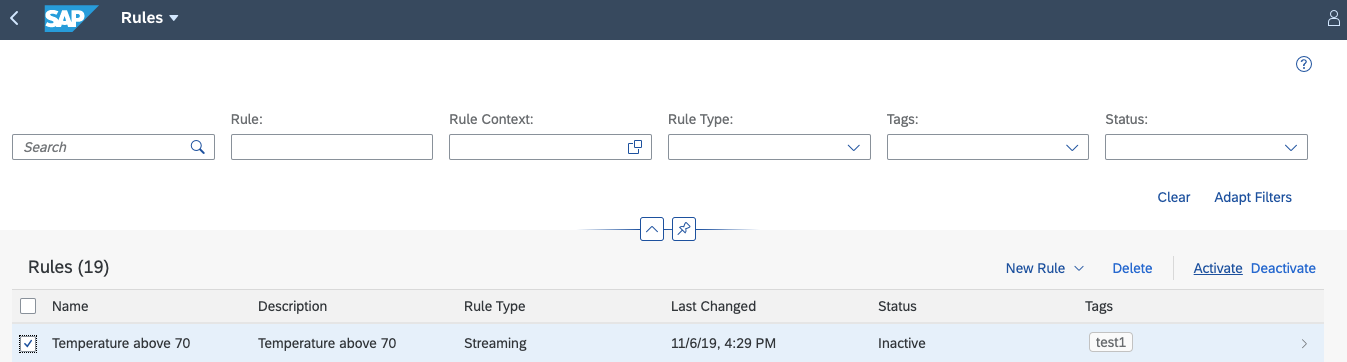 SAP Rules
Rule: Rule Context: Rule Type: Tags: Status:
Search
Clear Adapt Filters
Rules (19) New Rule Delete Activate Deactivate
Name Description Rule Type Last Changed Status Tags
Temperature above 70 Temperature above 70 Streaming 11/6/19, 4:29 PM Inactive test1